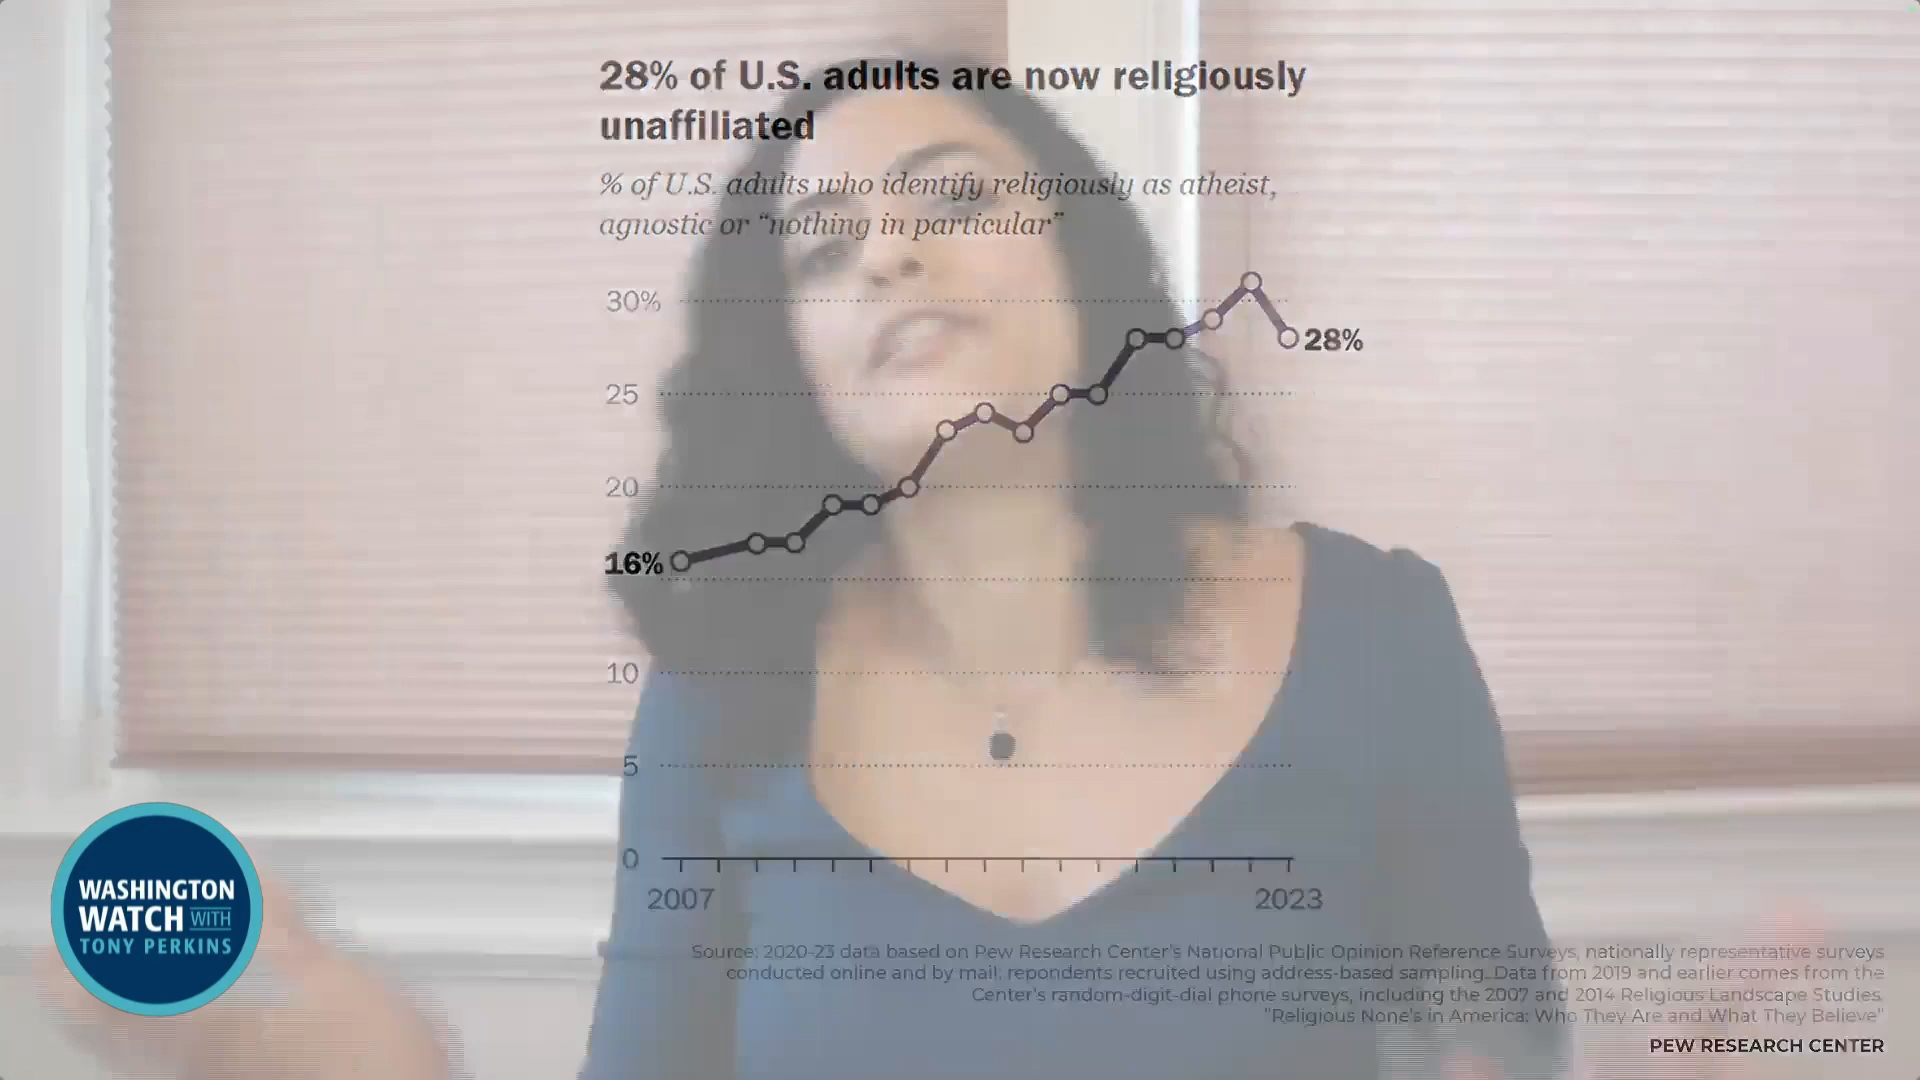 28% of U.S. adults are now religiously
unaffiliated
% of U.S. adults who identify religiously as atheist,
agnostic or “nothing in particular”
30%
28%
25
20
16%
10
5
0
2007
2023
WASHINGTON
WATCH WITH
TONY PERKINS
Source: 2020-23 data based on Pew Research Center's National Public Opinion Reference Surveys, nationally representative surveys
conducted online and by mail; repondents recruited using address-based sampling. Data from 2019 and earlier comes from the
Center's random-digit-dial phone surveys, including the 2007 and 2014 Religious Landscape Studies.
"Religious None's in America: Who They Are and What They Believe"
PEW RESEARCH CENTER